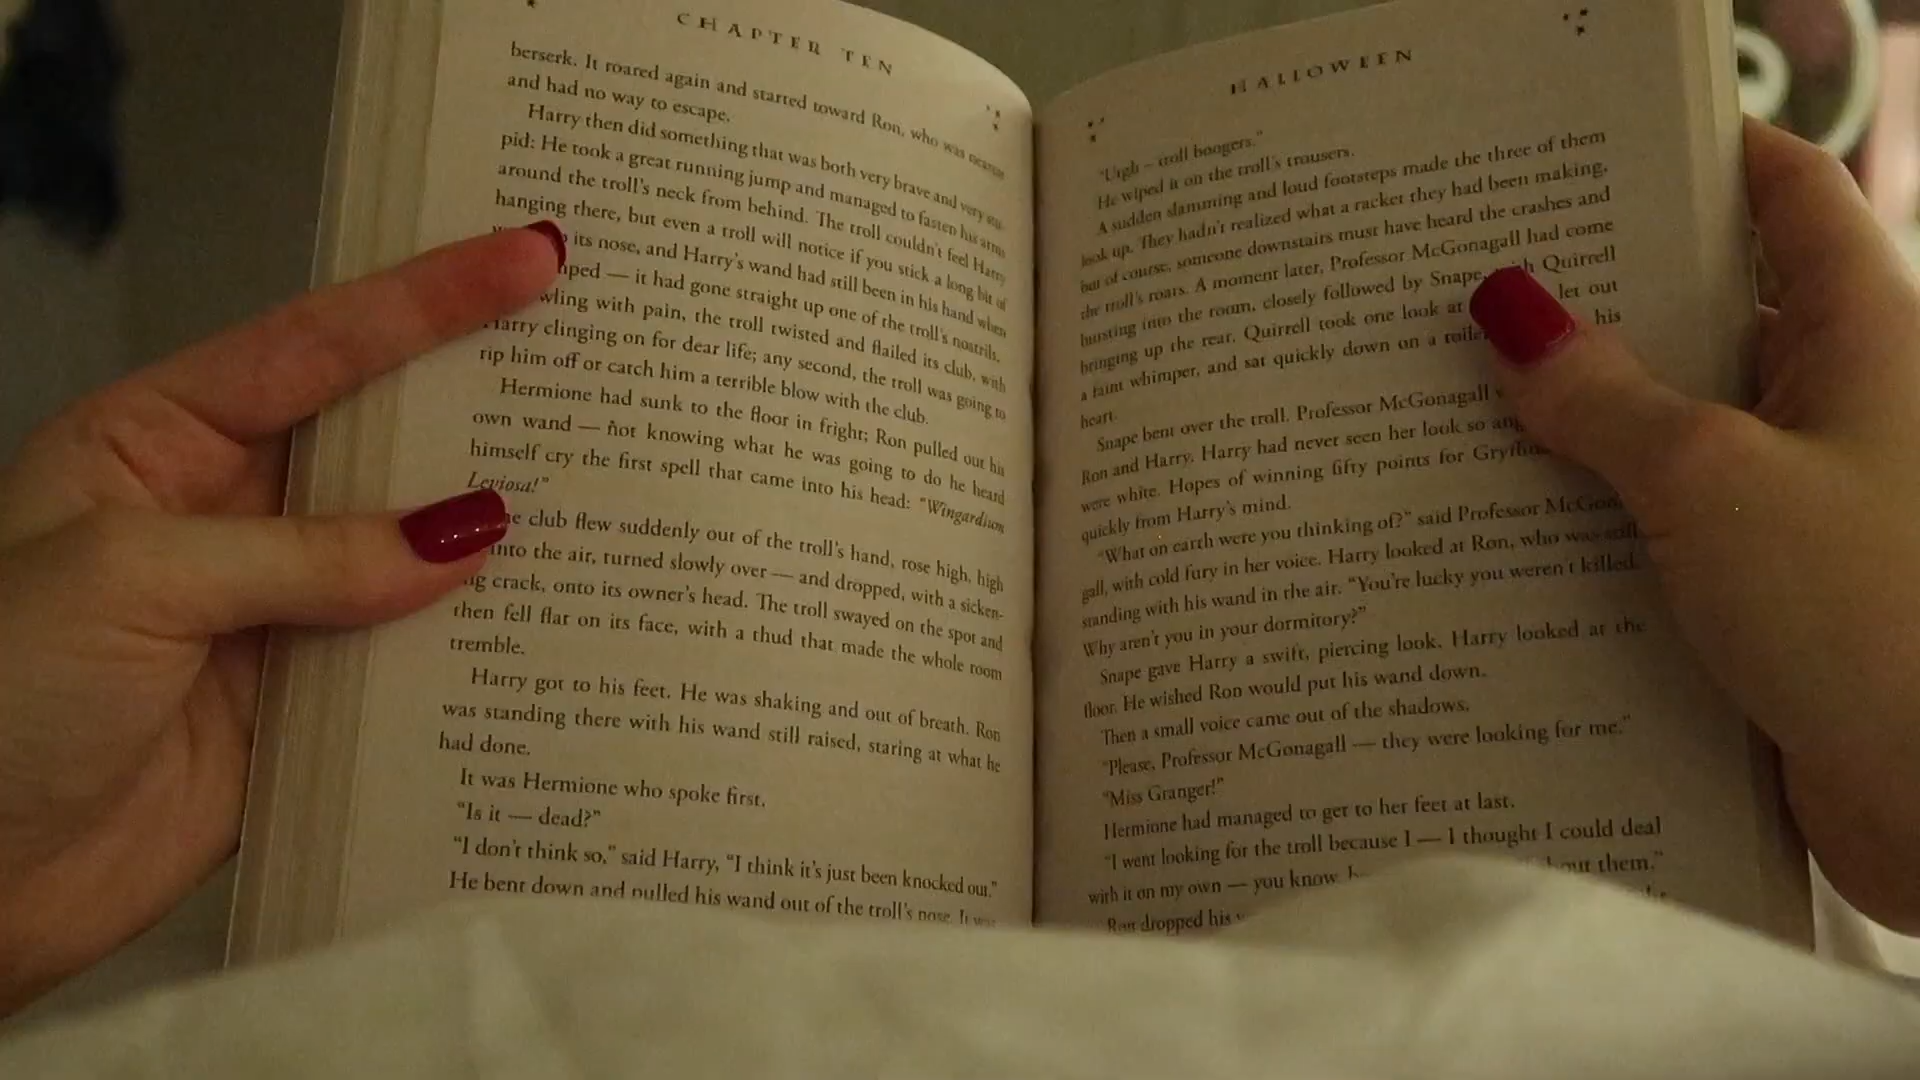 CHAPTER TEN
berserk. It roared again and started toward Ron, who was nearest
and had no way to escape.
Harry then did something that was both very brave and very stu-
pid: He took a great running jump and managed to fasten his arms
around the troll's neck from behind. The troll couldn't feel Harry
hanging there, but even a troll will notice if you stick a long bit of
its nose, and Harry's wand had still been in his hand when
— it had gone straight up one of the troll's nostrils.
with pain, the troll twisted and flailed its club, with
Harry clinging on for dear life; any second, the troll was going to
rip him off or catch him a terrible blow with the club.
Hermione had sunk to the floor in fright; Ron pulled out his
own wand — not knowing what he was going to do he heard
himself cry the first spell that came into his head: "Wingardium
Leviosa!"
club flew suddenly out of the troll's hand, rose high, high
into the air, turned slowly over — and dropped, with a sicken-
crack, onto its owner's head. The troll swayed on the spot and
then fell flat on its face, with a thud that made the whole room
tremble.
Harry got to his feet. He was shaking and out of breath. Ron
was standing there with his wand still raised, staring at what he
had done.
It was Hermione who spoke first.
"Is it — dead?"
"I don't think so," said Harry, "I think it's just been knocked out."
He bent down and pulled his wand out of the troll's nose. It was
HALLOWEEN
"Urgh – troll boogers."
He wiped it on the troll's trousers.
A sudden slamming and loud footsteps made the three of them
look up. They hadn't realized what a racket they had been making,
but of course, someone downstairs must have heard the crashes and
the troll's roars. A moment later, Professor McGonagall had come
bursting into the room, closely followed by Snape, Quirrell
bringing up the rear. Quirrell took one look at let out
a faint whimper, and sat quickly down on a his
heart.
Snape bent over the troll. Professor McGonagall
Ron and Harry. Harry had never seen her look so
were white. Hopes of winning fifty points for
quickly from Harry's mind.
"What on earth were you thinking of?" said Professor McGon
gall, with cold fury in her voice. Harry looked at Ron, who was still
standing with his wand in the air. "You're lucky you weren't killed.
Why aren't you in your dormitory?"
Snape gave Harry a swift, piercing look. Harry looked at the
floor. He wished Ron would put his wand down.
Then a small voice came out of the shadows.
"Please, Professor McGonagall — they were looking for me."
"Miss Granger!"
Hermione had managed to get to her feet at last.
"I went looking for the troll because I — I thought I could deal
with it on my own — you know, them."
Ron dropped his